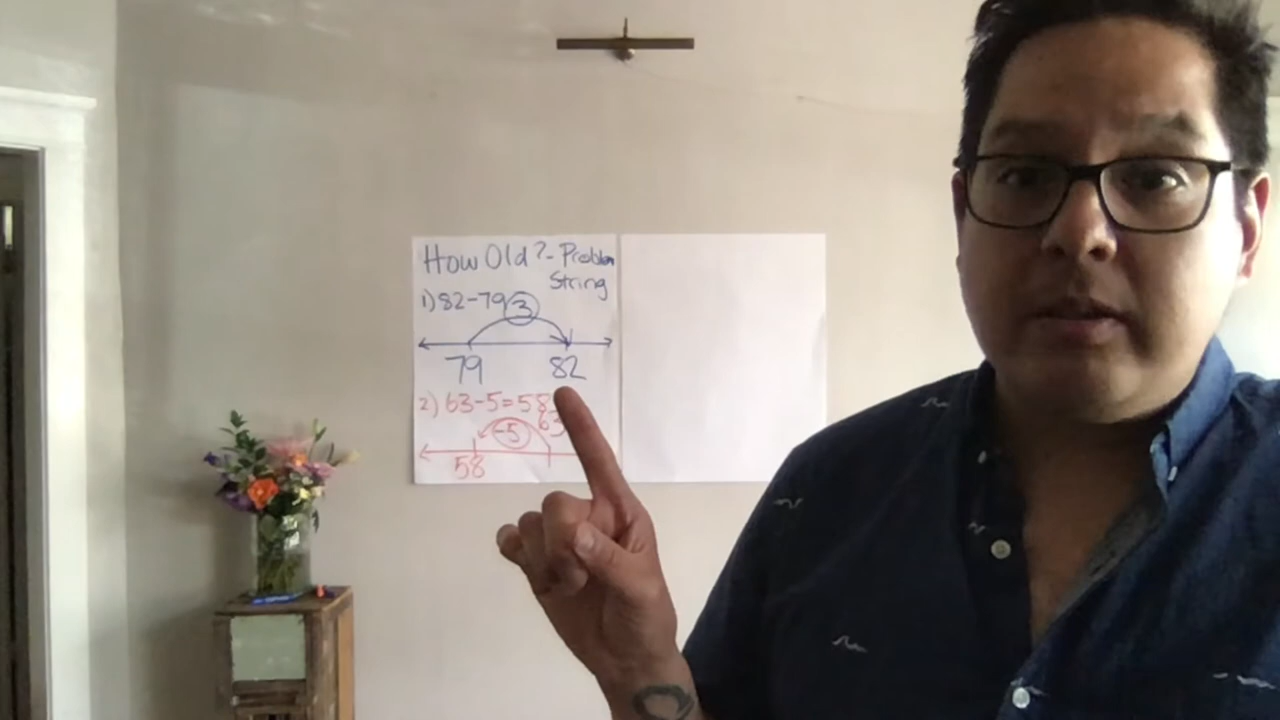 How Old? - Problem
String
1) 82-79 3
79 82
2) 63-5=58
-5 63
58